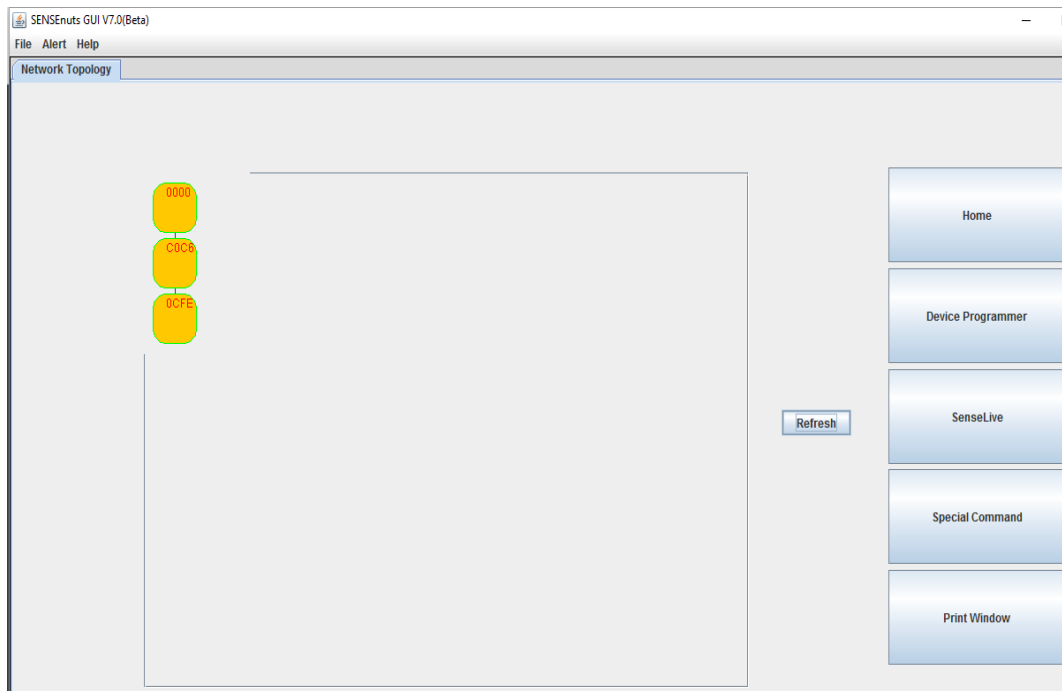 SENSEnuts GUI V7.0(Beta)
File Alert Help
Network Topology
0000
C0C6
0CFE
Refresh
Home
Device Programmer
SenseLive
Special Command
Print Window